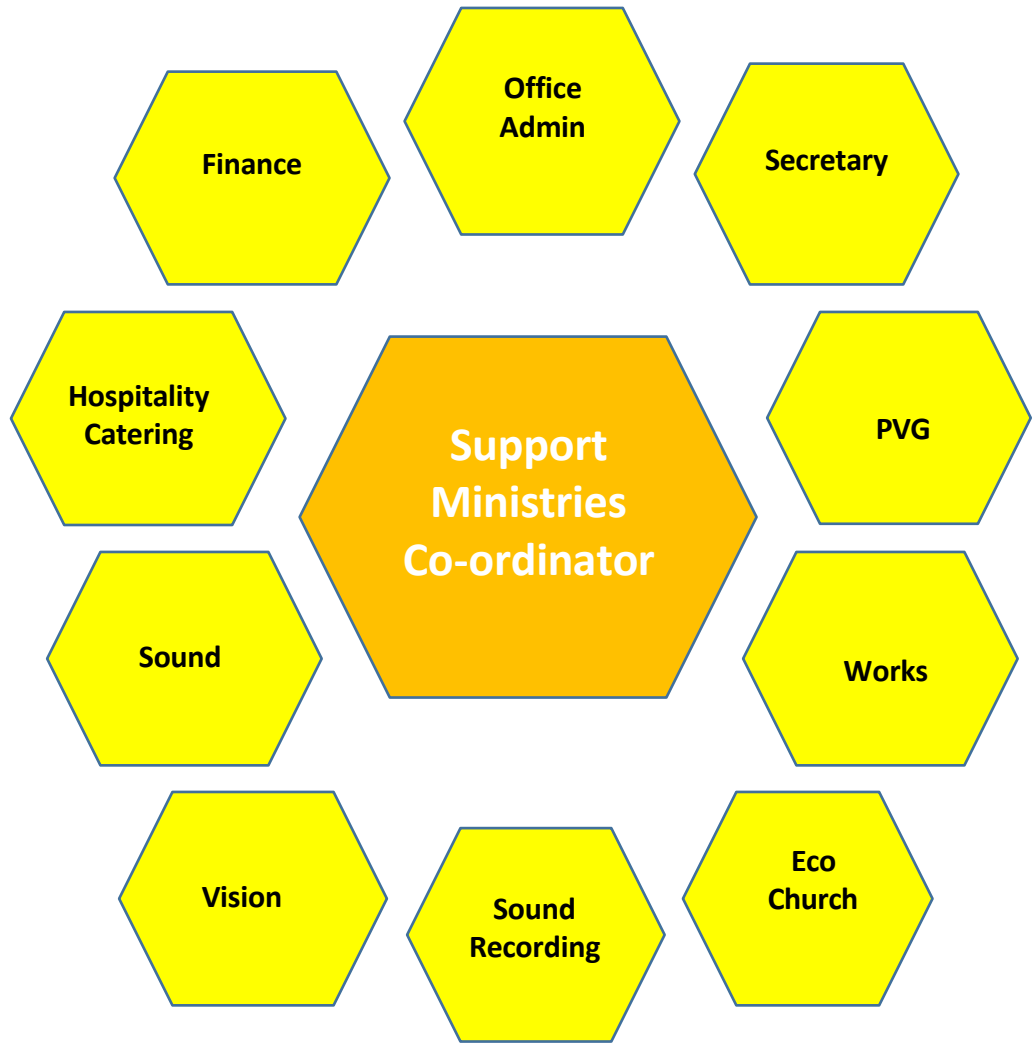 Office
Admin
Finance
Secretary
Hospitality
Catering
PVG
Support
Ministries
Co-ordinator
Sound
Works
Vision
Sound
Recording
Eco
Church